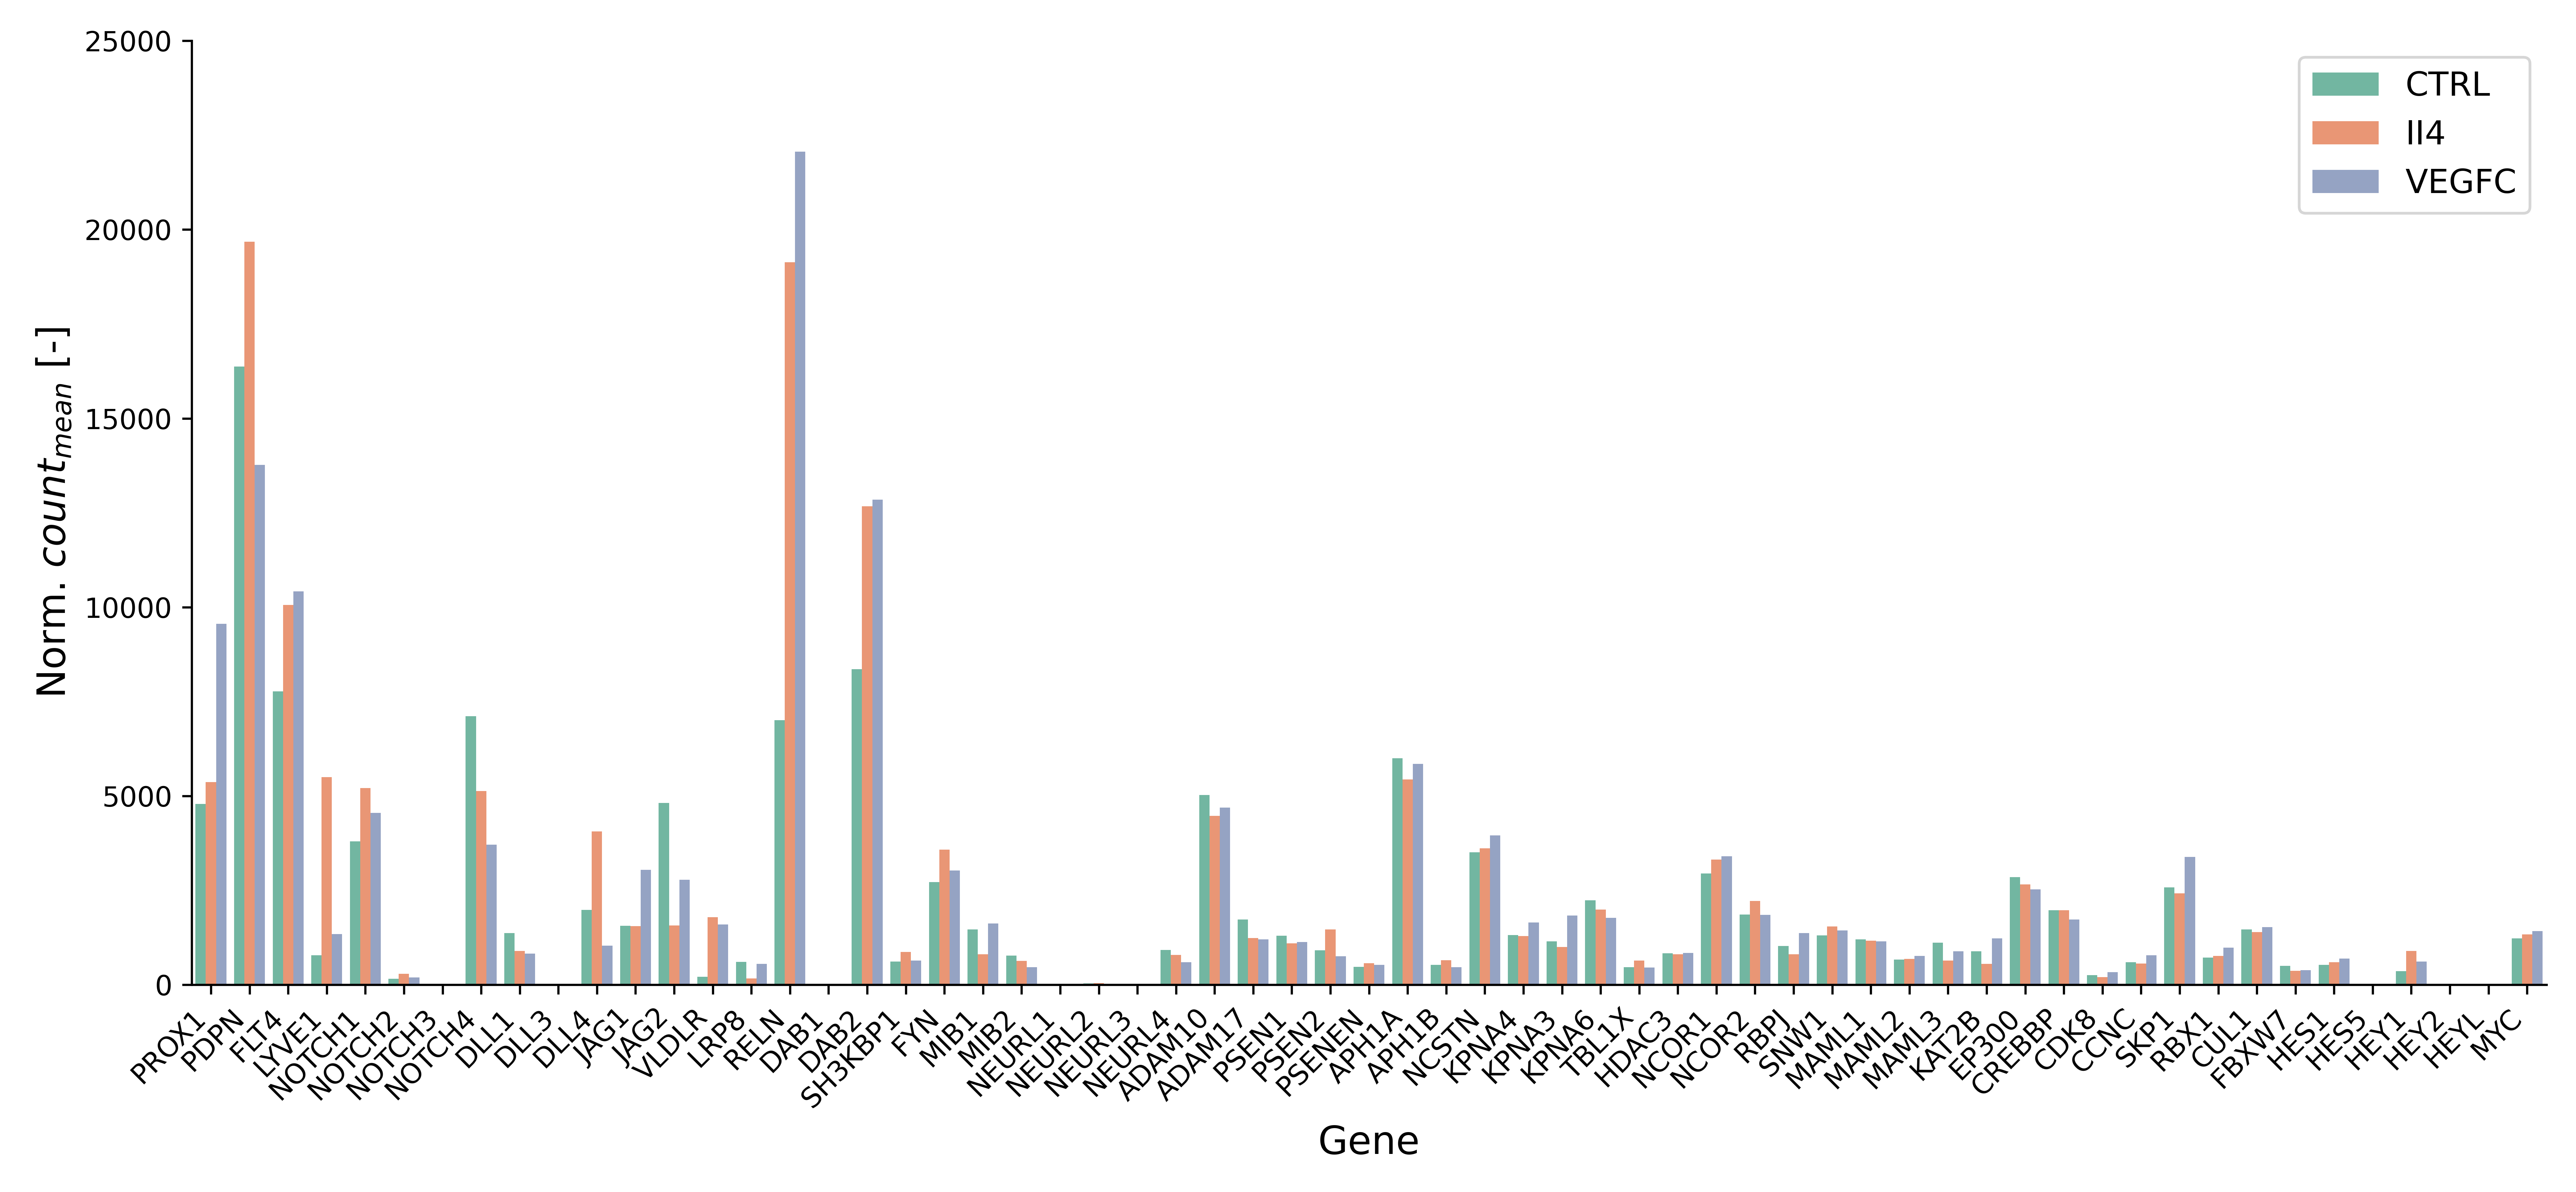 25000
20000
15000
10000
5000
0
Norm. count_mean [-]
CTRL
Il4
VEGFC
PROX1
PDPN
FLT4
LYVE1
NOTCH1
NOTCH2
NOTCH3
NOTCH4
DLL1
DLL3
DLL4
JAG1
JAG2
VLDLR
LRP8
RELN
DAB1
DAB2
SH3KBP1
FYN
MIB1
MIB2
NEURL1
NEURL2
NEURL3
NEURL4
ADAM10
ADAM17
PSEN1
PSEN2
PSENEN
APH1A
APH1B
NCSTN
KPNA4
KPNA3
KPNA6
TBL1X
HDAC3
NCOR1
NCOR2
RBPJ
SNW1
MAML1
MAML2
MAML3
KAT2B
EP300
CREBBP
CDK8
CCNC
SKP1
RBX1
CUL1
FBXW7
HES1
HES5
HEY1
HEY2
HEYL
MYC
Gene